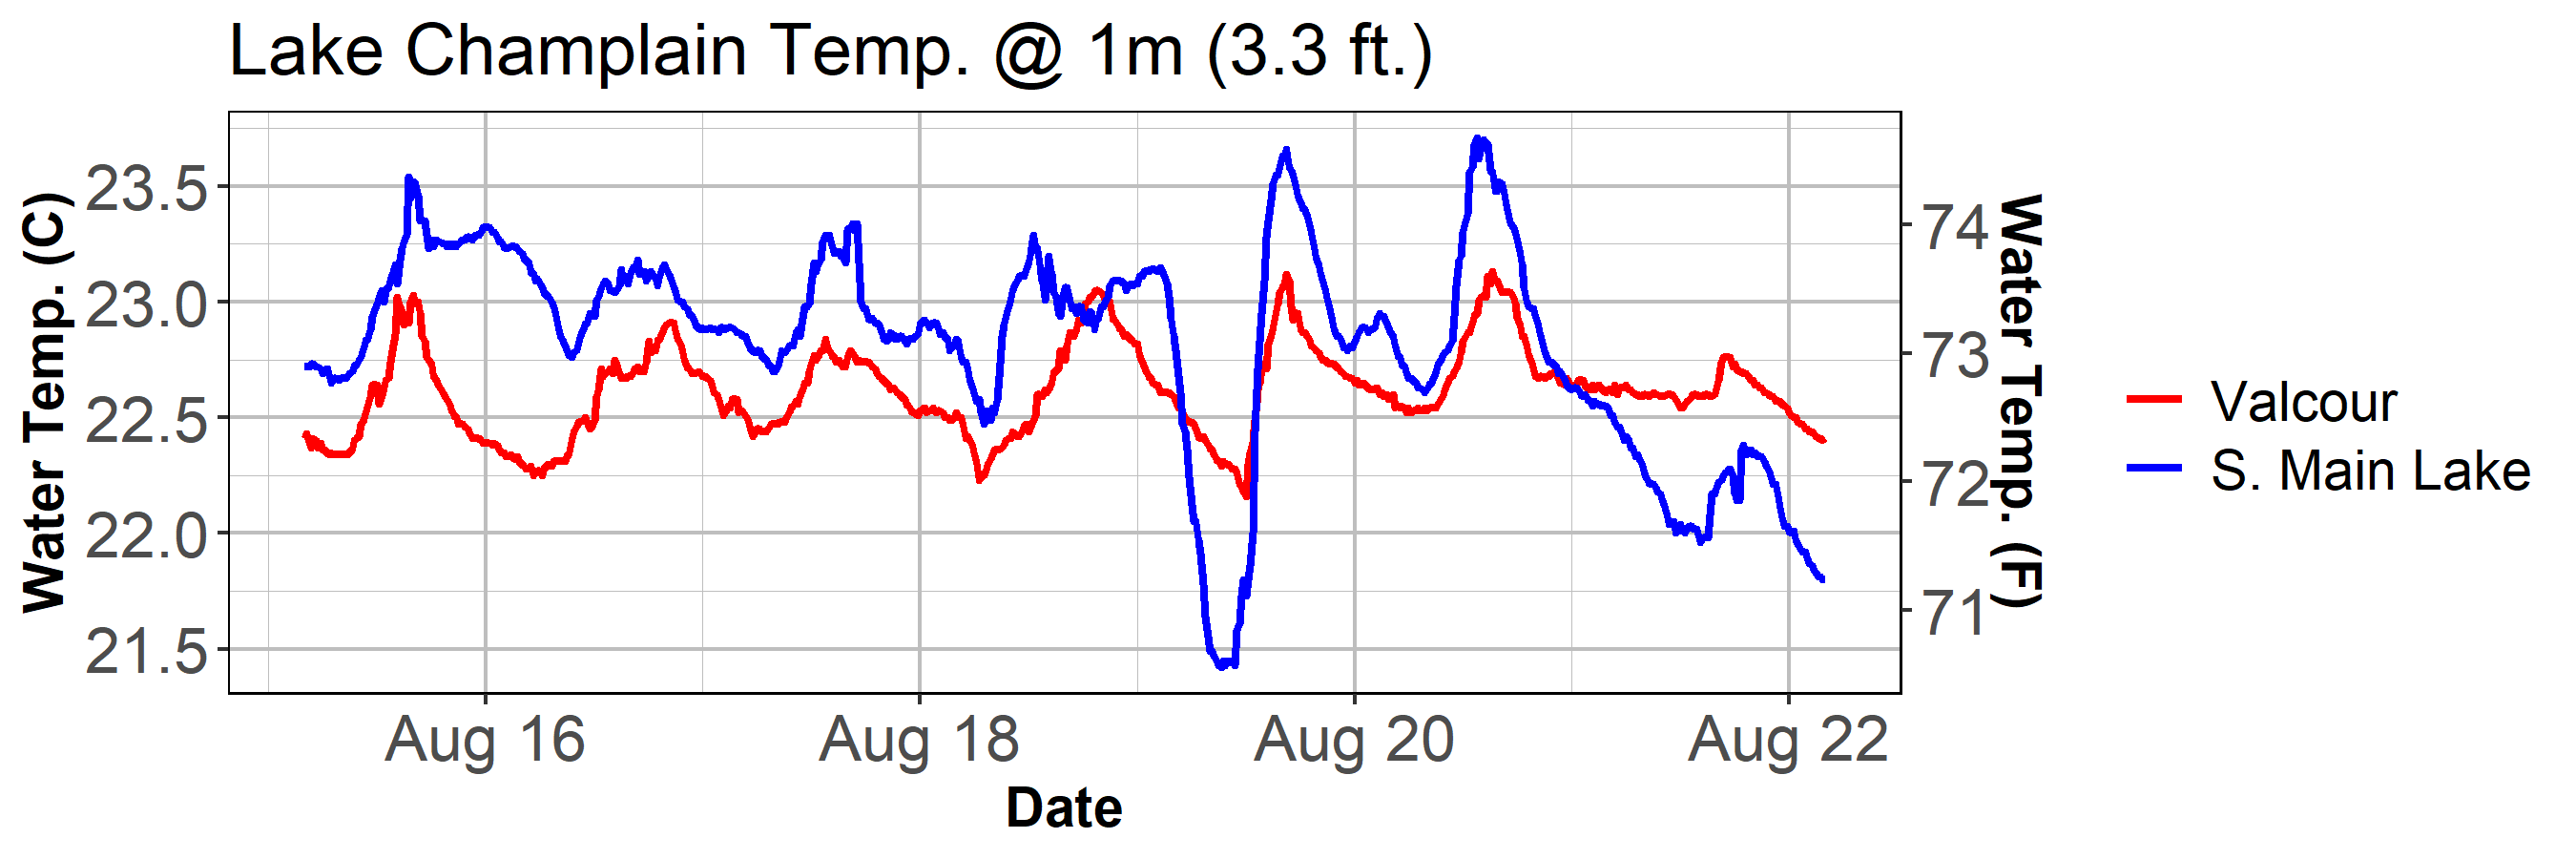 Lake Champlain Temp. @ 1m (3.3 ft.)
Water Temp. (C)
23.5
23.0
22.5
22.0
21.5
74
73
72
71
Water Temp. (F)
Aug 16
Aug 18
Aug 20
Aug 22
Date
Valcour
S. Main Lake